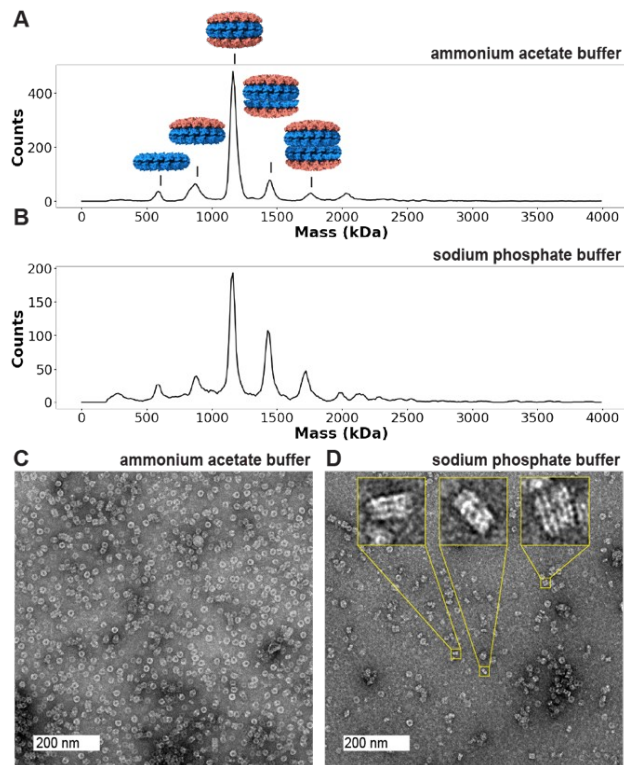 A
ammonium acetate buffer
Counts
400
200
0
0 500 1000 1500 2000 2500 3000 3500 4000
Mass (kDa)
B
sodium phosphate buffer
Counts
200
150
100
50
0
0 500 1000 1500 2000 2500 3000 3500 4000
Mass (kDa)
C ammonium acetate buffer
D sodium phosphate buffer
200 nm
200 nm